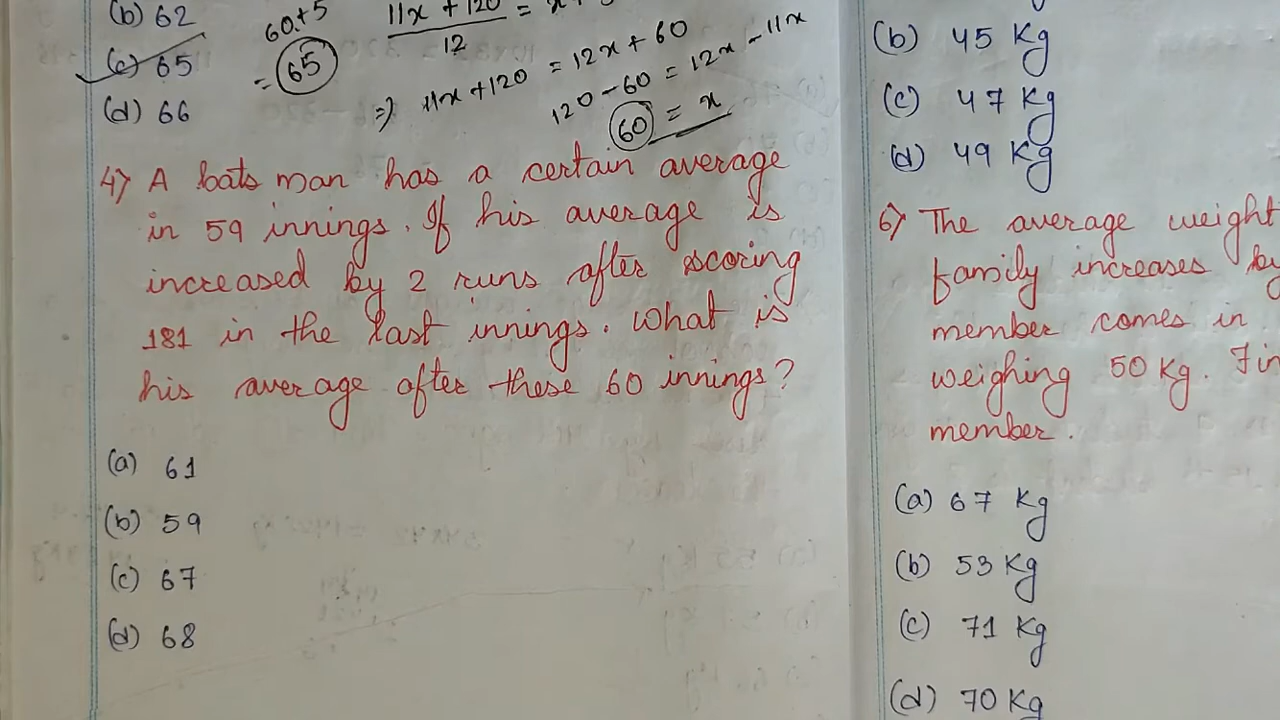 (b) 62
(c) 65
(d) 66
60+5
= 65
11x + 120
12
=
=> 11x + 120 = 12x + 60
120 - 60 = 12x - 11x
60 = x
4) A bats man has a certain average
in 59 innings. If his average is
increased by 2 runs after scoring
181 in the last innings. What is
his average after these 60 innings?
(a) 61
(b) 59
(c) 67
(d) 68
(b) 45 Kg
(c) 47 Kg
(d) 49 Kg
6) The average weight
family increases by
member comes in
weighing 50 Kg.
member.
(a) 67 Kg
(b) 53 Kg
(c) 71 Kg
(d) 70 Kg